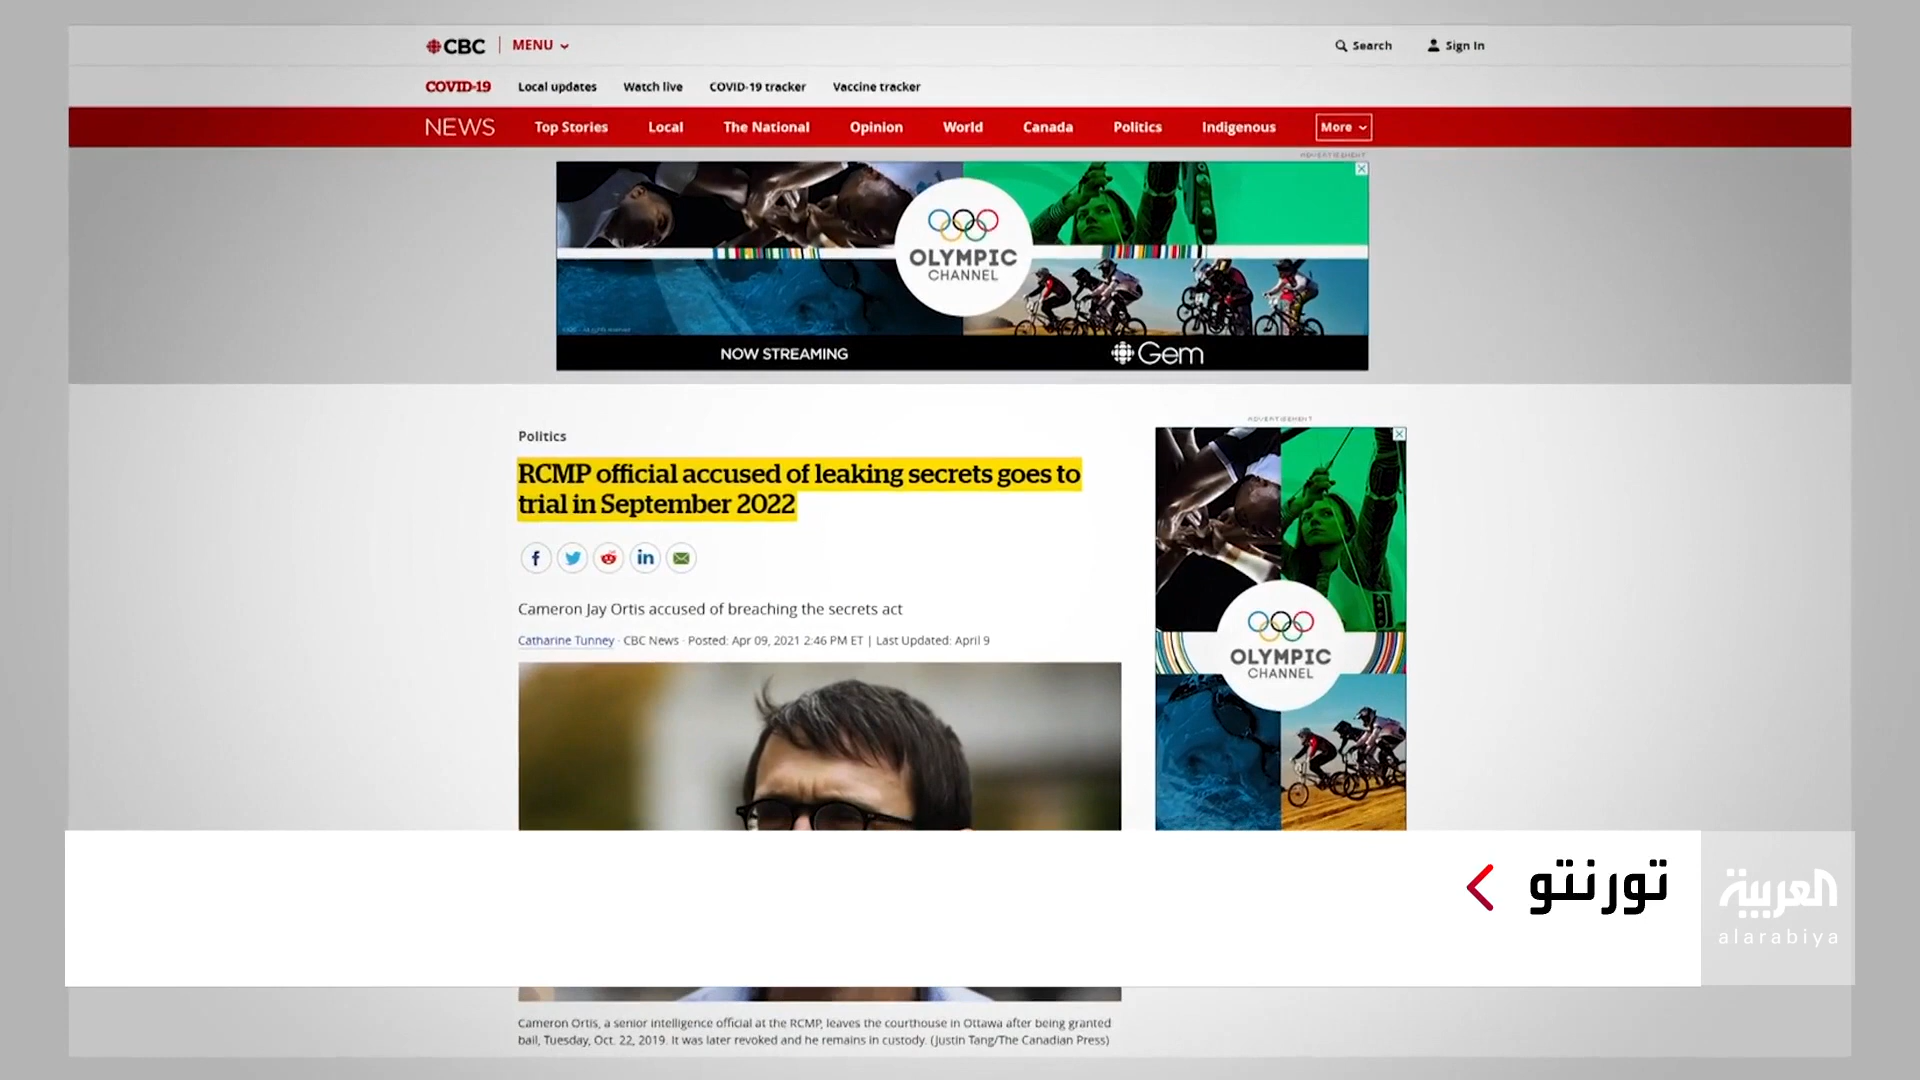 CBC MENU Search Sign In
COVID-19 Local updates Watch live COVID-19 tracker Vaccine tracker
NEWS Top Stories Local The National Opinion World Canada Politics Indigenous More
ADVERTISEMENT
OLYMPIC
CHANNEL
NOW STREAMING Gem
ADVERTISEMENT
Politics
RCMP official accused of leaking secrets goes to
trial in September 2022
Cameron Jay Ortis accused of breaching the secrets act
Catharine Tunney · CBC News · Posted: Apr 09, 2021 2:46 PM ET | Last Updated: April 9
OLYMPIC
CHANNEL
تورنتو
العربية
alarabiya
Cameron Ortis, a senior intelligence official at the RCMP, leaves the courthouse in Ottawa after being granted
bail, Tuesday, Oct. 22, 2019. It was later revoked and he remains in custody. (Justin Tang/The Canadian Press)